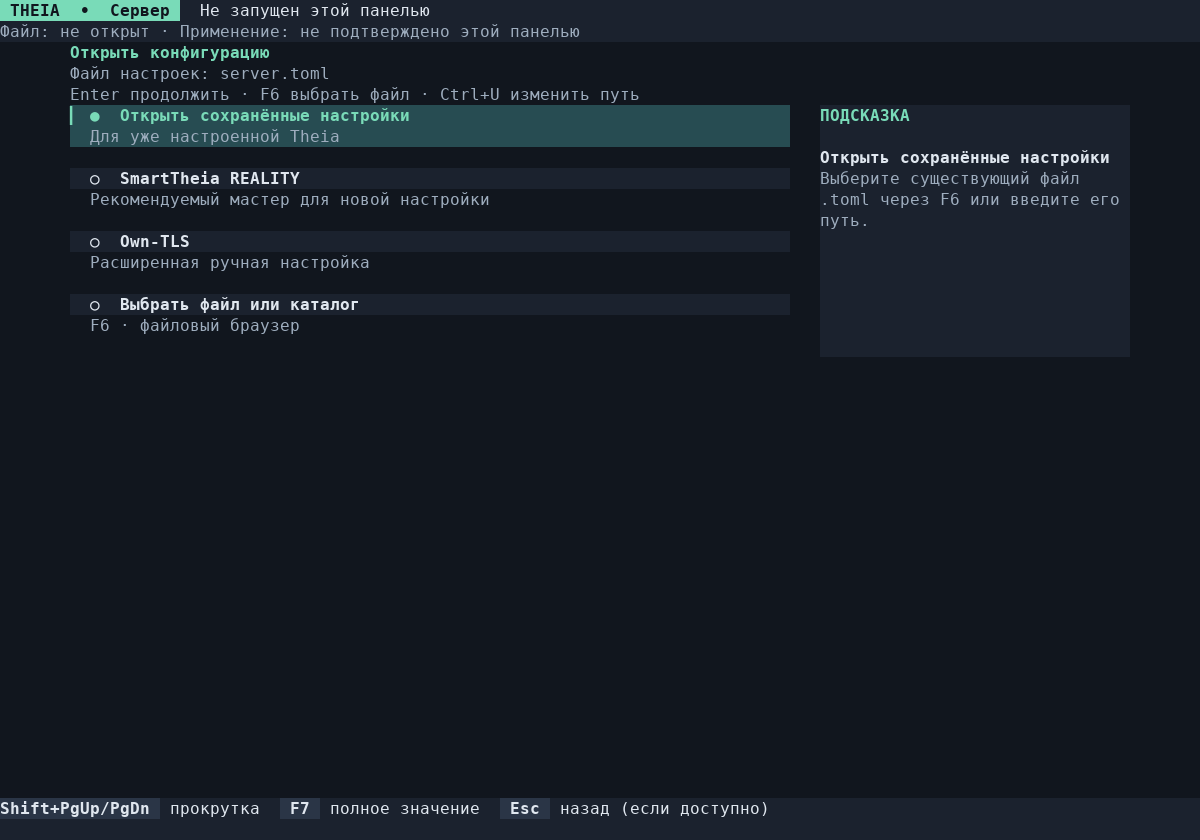 THEIA • Сервер Не запущен этой панелью
Файл: не открыт · Применение: не подтверждено этой панелью
Открыть конфигурацию
Файл настроек: server.toml
Enter продолжить · F6 выбрать файл · Ctrl+U изменить путь
● Открыть сохранённые настройки
Для уже настроенной Theia
○ SmartTheia REALITY
Рекомендуемый мастер для новой настройки
○ Own-TLS
Расширенная ручная настройка
○ Выбрать файл или каталог
F6 · файловый браузер
ПОДСКАЗКА
Открыть сохранённые настройки
Выберите существующий файл
.toml через F6 или введите его
путь.
Shift+PgUp/PgDn прокрутка F7 полное значение Esc назад (если доступно)